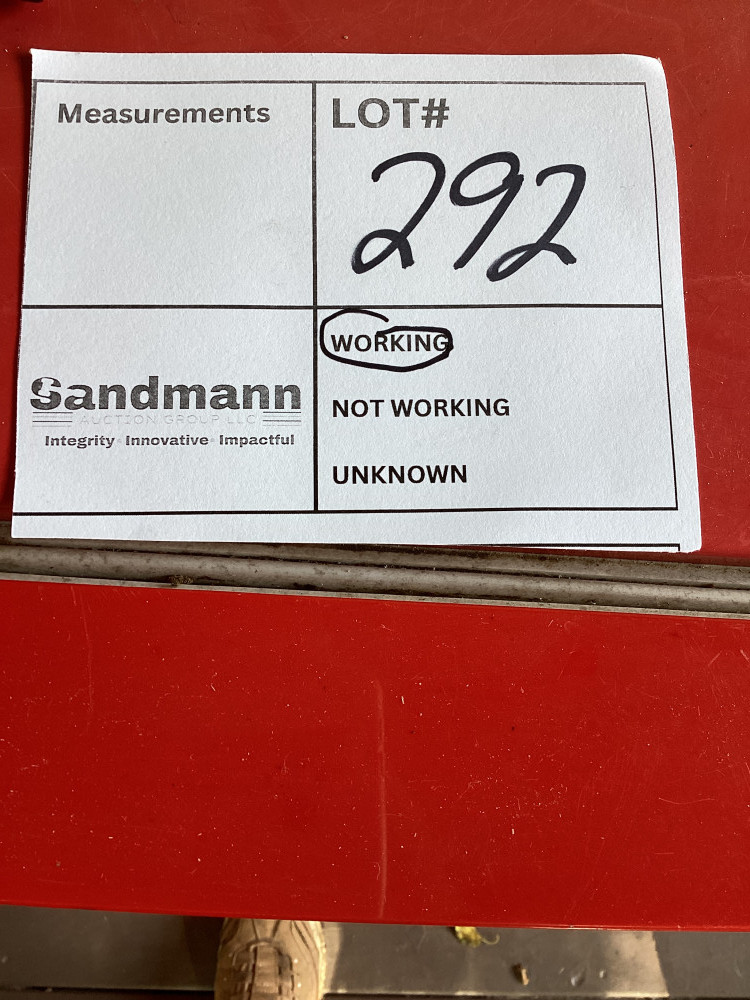 Measurements
LOT#
292
WORKING
NOT WORKING
UNKNOWN
Sandmann
AUCTION GROUP LLC
Integrity Innovative Impactful